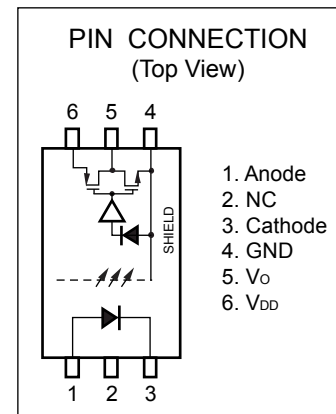 PIN CONNECTION
(Top View)
6 5 4
SHIELD
1 2 3
1. Anode
2. NC
3. Cathode
4. GND
5. VO
6. VDD